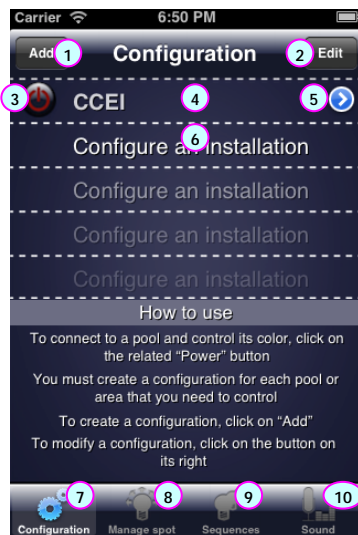 Carrier 6:50 PM
Add 1 Configuration 2 Edit
3 CCEI 4 5
6
Configure an installation
Configure an installation
Configure an installation
Configure an installation
How to use
To connect to a pool and control its color, click on
the related “Power” button
You must create a configuration for each pool or
area that you need to control
To create a configuration, click on “Add”
To modify a configuration, click on the button on
its right
7 8 9 10
Configuration Manage spot Sequences Sound